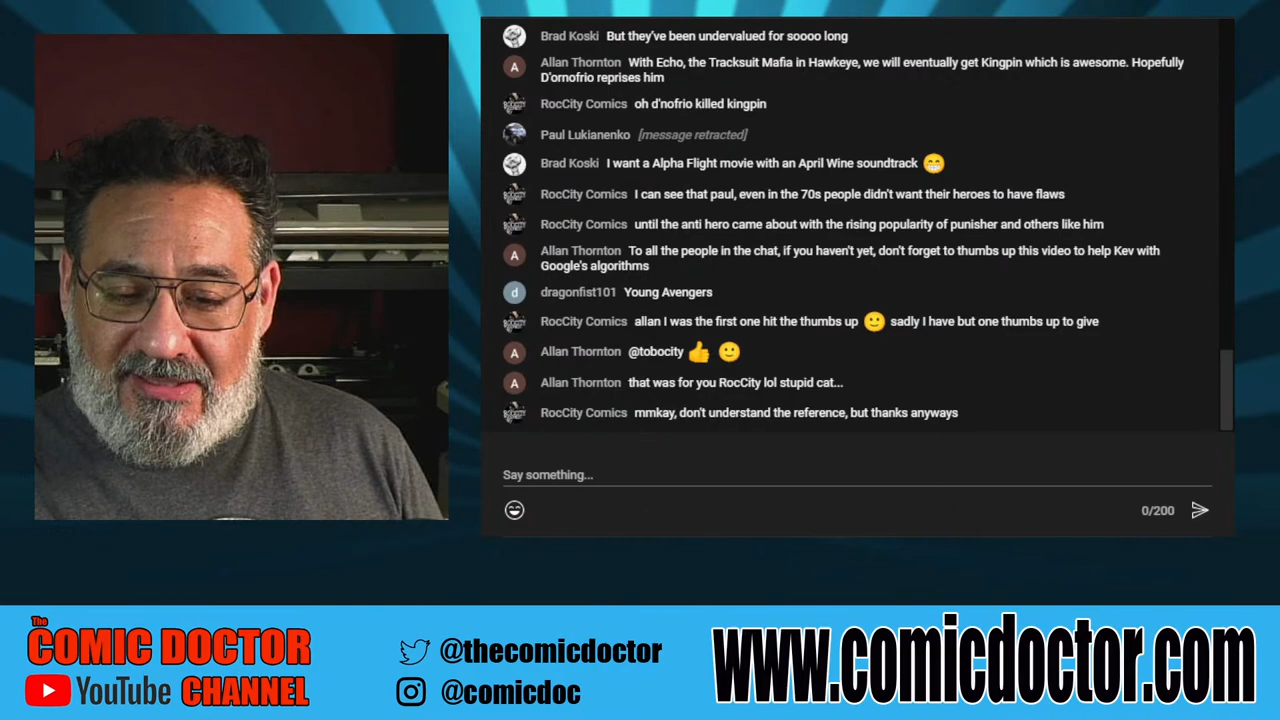 Brad Koski But they've been undervalued for soooo long
A Allan Thornton With Echo, the Tracksuit Mafia in Hawkeye, we will eventually get Kingpin which is awesome. Hopefully
D'ornofrio reprises him
RocCity Comics oh d'nofrio killed kingpin
Paul Lukianenko [message retracted]
Brad Koski I want a Alpha Flight movie with an April Wine soundtrack 😁
RocCity Comics I can see that paul, even in the 70s people didn't want their heroes to have flaws
RocCity Comics until the anti hero came about with the rising popularity of punisher and others like him
A Allan Thornton To all the people in the chat, if you haven't yet, don't forget to thumbs up this video to help Kev with
Google's algorithms
d dragonfist101 Young Avengers
RocCity Comics allan I was the first one hit the thumbs up 🙂 sadly I have but one thumbs up to give
A Allan Thornton @tobocity 👍 🙂
A Allan Thornton that was for you RocCity lol stupid cat...
RocCity Comics mmkay, don't understand the reference, but thanks anyways
Say something...
0/200
The
COMIC DOCTOR
YouTube CHANNEL
@thecomicdoctor
@comicdoc
www.comicdoctor.com